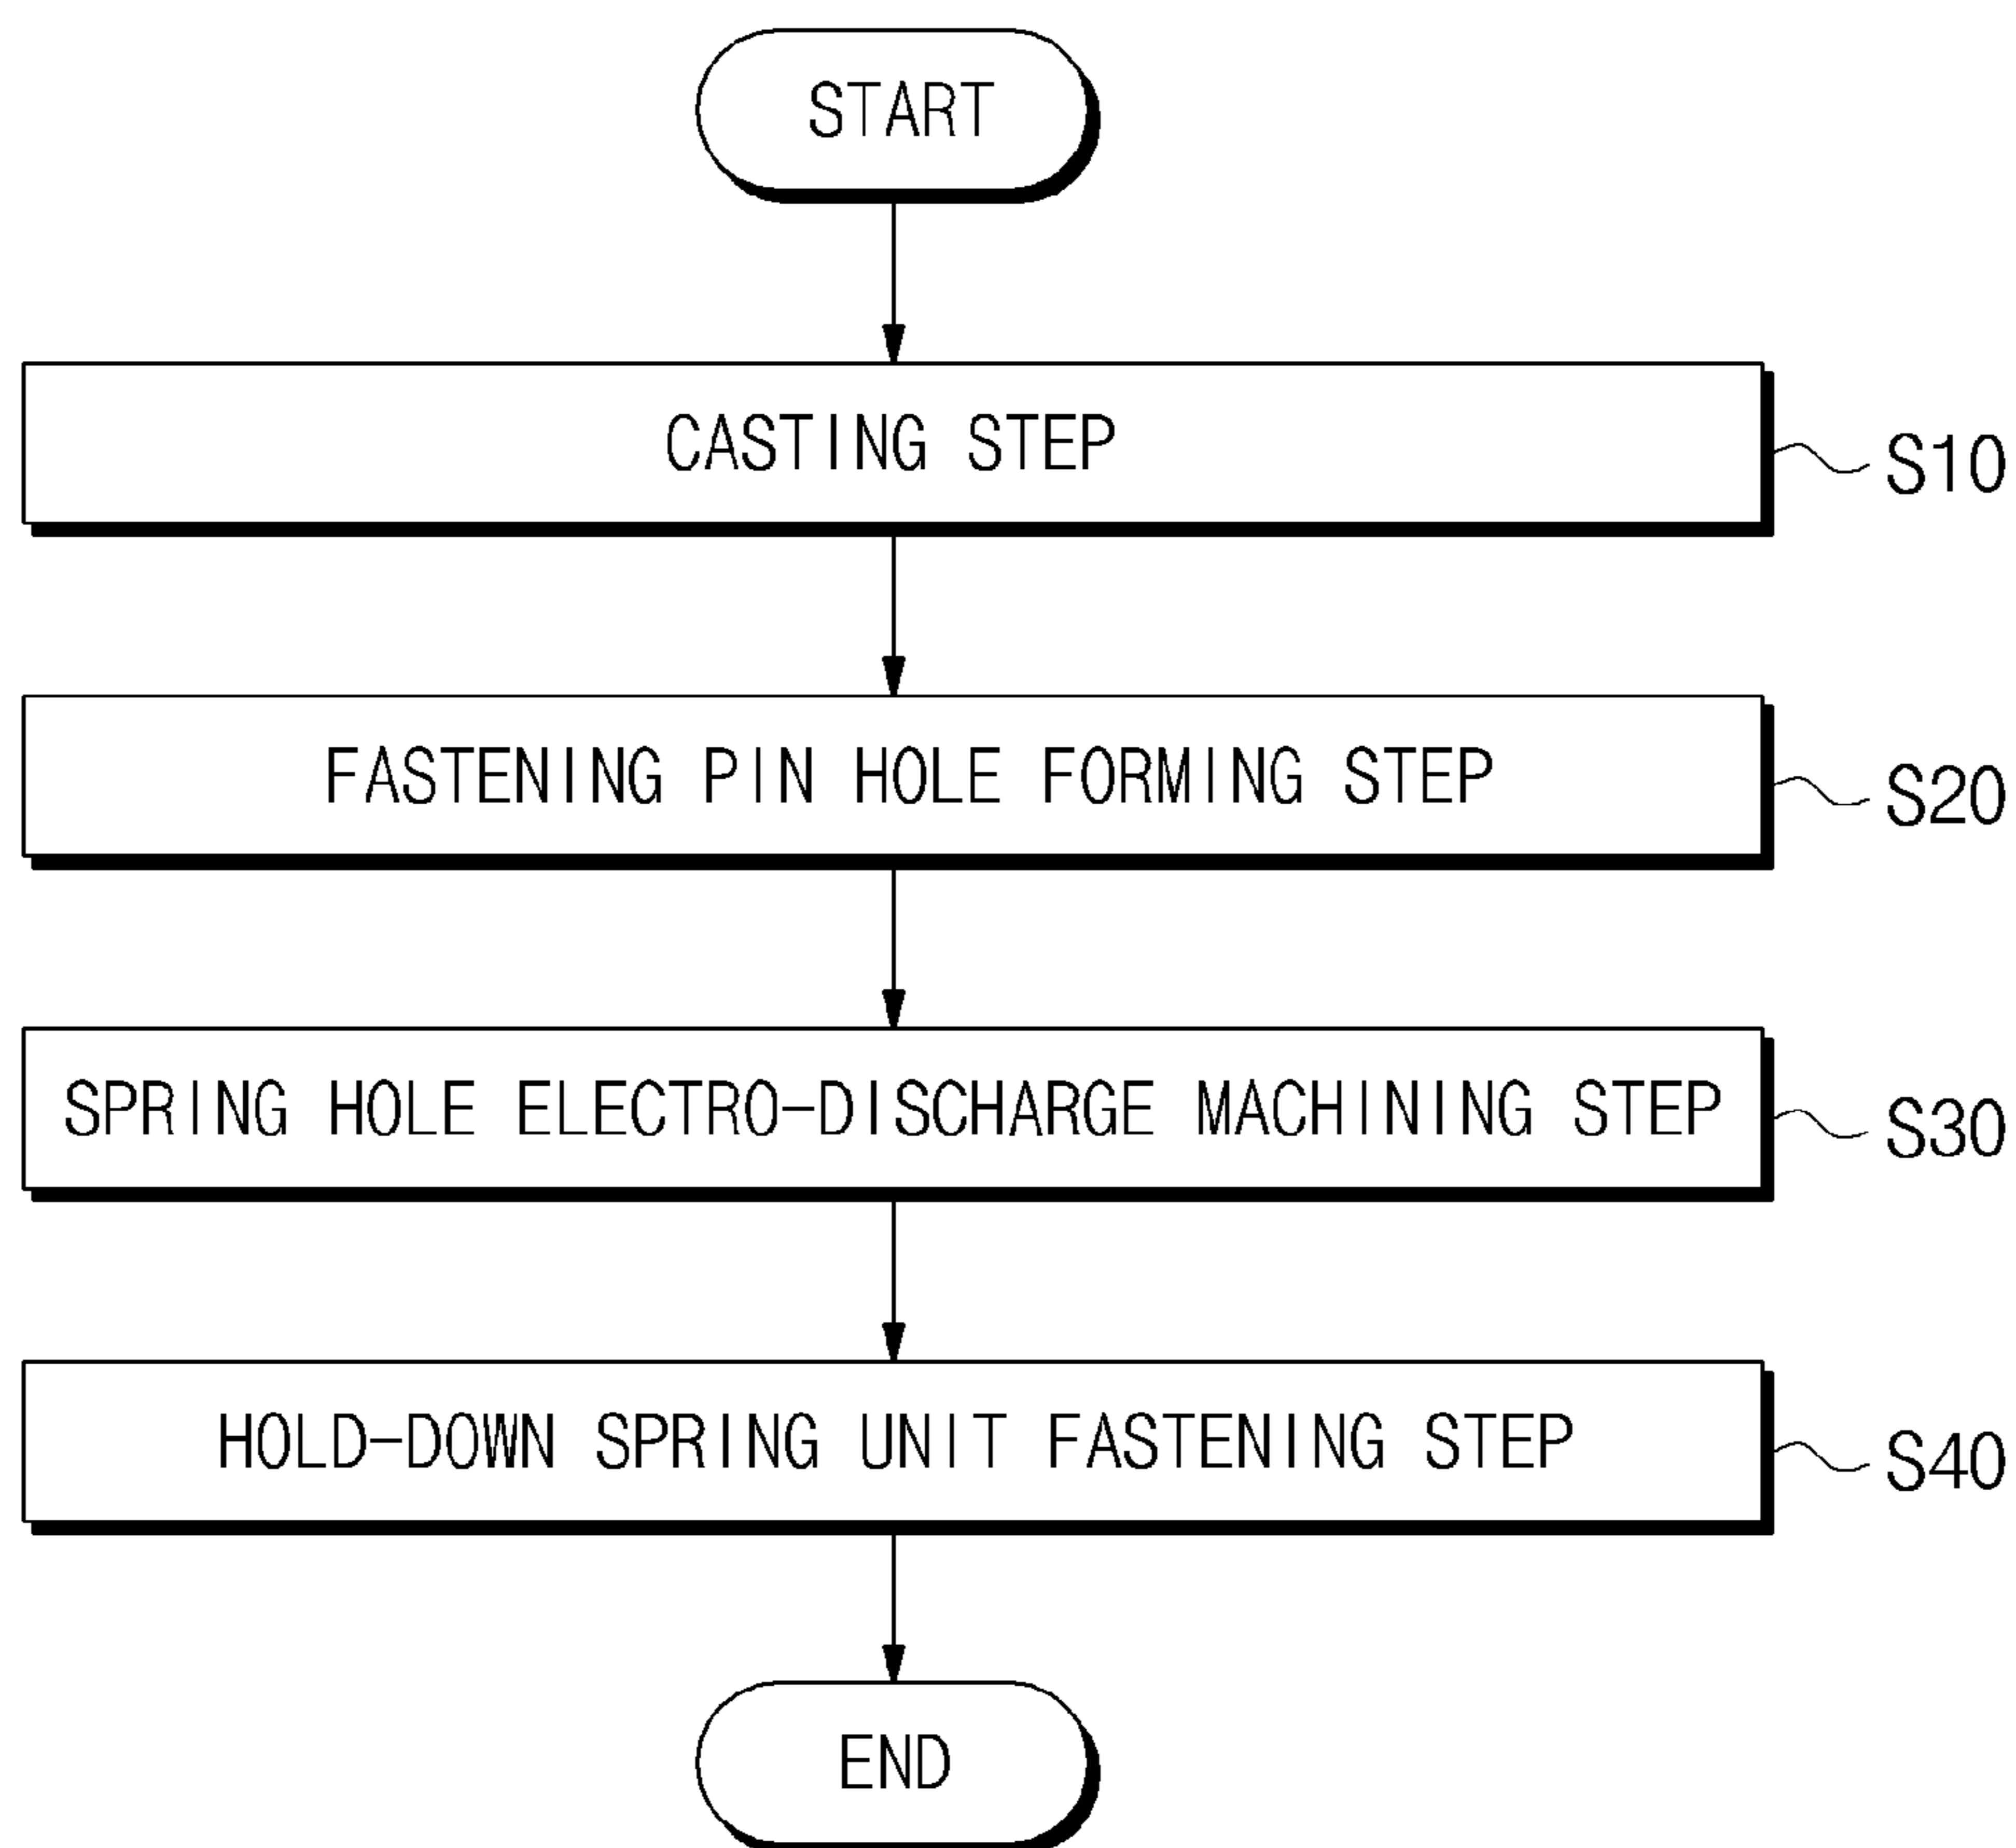 START
CASTING STEP
S10
FASTENING PIN HOLE FORMING STEP
S20
SPRING HOLE ELECTRO-DISCHARGE MACHINING STEP
S30
HOLD-DOWN SPRING UNIT FASTENING STEP
S40
END